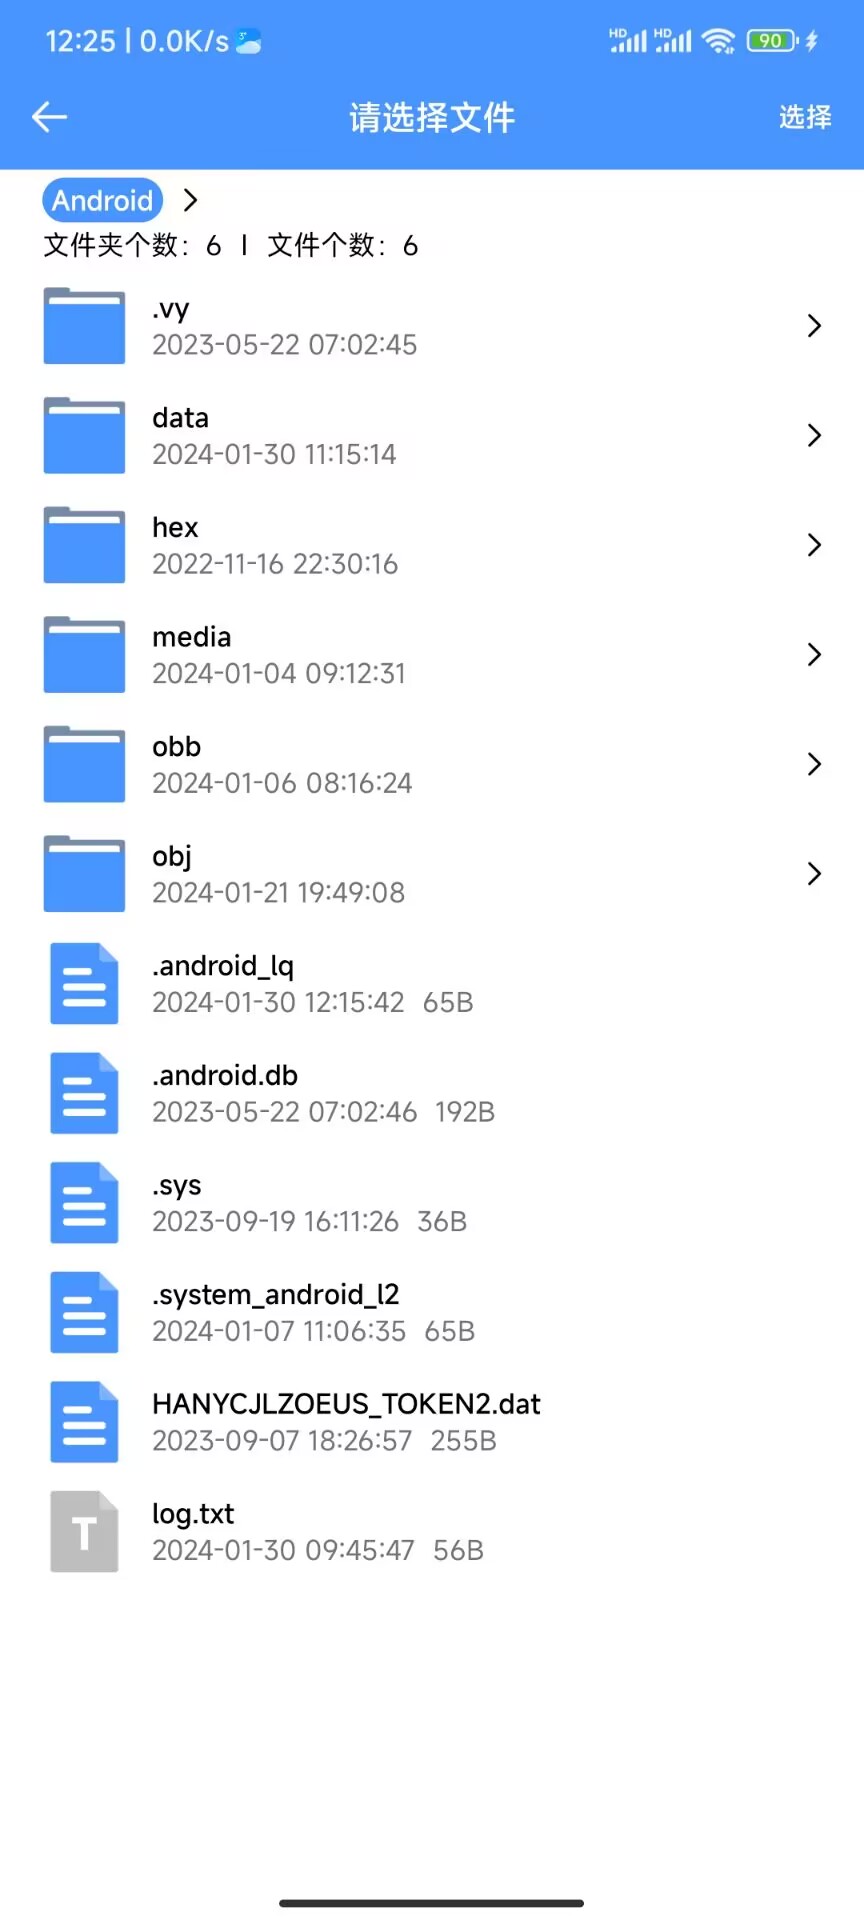 12:25 | 0.0K/s 3° HD HD 90
请选择文件 选择
Android
文件夹个数：6 | 文件个数：6
.vy
2023-05-22 07:02:45
data
2024-01-30 11:15:14
hex
2022-11-16 22:30:16
media
2024-01-04 09:12:31
obb
2024-01-06 08:16:24
obj
2024-01-21 19:49:08
.android_lq
2024-01-30 12:15:42 65B
.android.db
2023-05-22 07:02:46 192B
.sys
2023-09-19 16:11:26 36B
.system_android_l2
2024-01-07 11:06:35 65B
HANYCJLZOEUS_TOKEN2.dat
2023-09-07 18:26:57 255B
T
log.txt
2024-01-30 09:45:47 56B